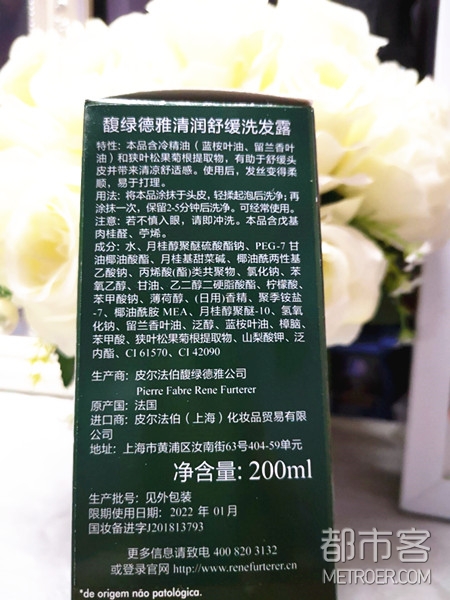 馥绿德雅清润舒缓洗发露
特性：本品含冷精油（蓝桉叶油、留兰香叶
油）和狭叶松果菊根提取物，有助于舒缓头
皮并带来清凉舒适感。使用后，发丝变得柔
顺，易于打理。
用法：将本品涂抹于头皮，轻揉起泡后洗净；再
涂抹一次，保留2-5分钟后洗净。可经常使用。
注意：若不慎入眼，请即冲洗。本品含戊基
肉桂醛、苧烯。
成分：水、月桂醇聚醚硫酸酯钠、PEG-7 甘
油椰油酸酯、月桂基甜菜碱、椰油酰两性基
乙酸钠、丙烯酸(酯)类共聚物、氯化钠、苯
氧乙醇、甘油、乙二醇二硬脂酸酯、柠檬酸、
苯甲酸钠、薄荷醇、(日用)香精、聚季铵盐
-7、椰油酰胺 MEA、月桂醇聚醚-10、氢氧
化钠、留兰香叶油、泛醇、蓝桉叶油、樟脑、
苯甲酸、狭叶松果菊根提取物、山梨酸钾、泛
内酯、CI 61570、CI 42090
生产商：皮尔法伯馥绿德雅公司
Pierre Fabre Rene Furterer
原产国：法国
进口商：皮尔法伯（上海）化妆品贸易有限
公司
地址：上海市黄浦区汝南街63号404-59单元
净含量: 200ml
生产批号：见外包装
限期使用日期：2022 年 01月
国妆备进字J201813793
更多信息请致电 400 820 3132
或登录官网 http://www.renefurterer.cn
*de origem não patológica.
都市客
METROER.COM